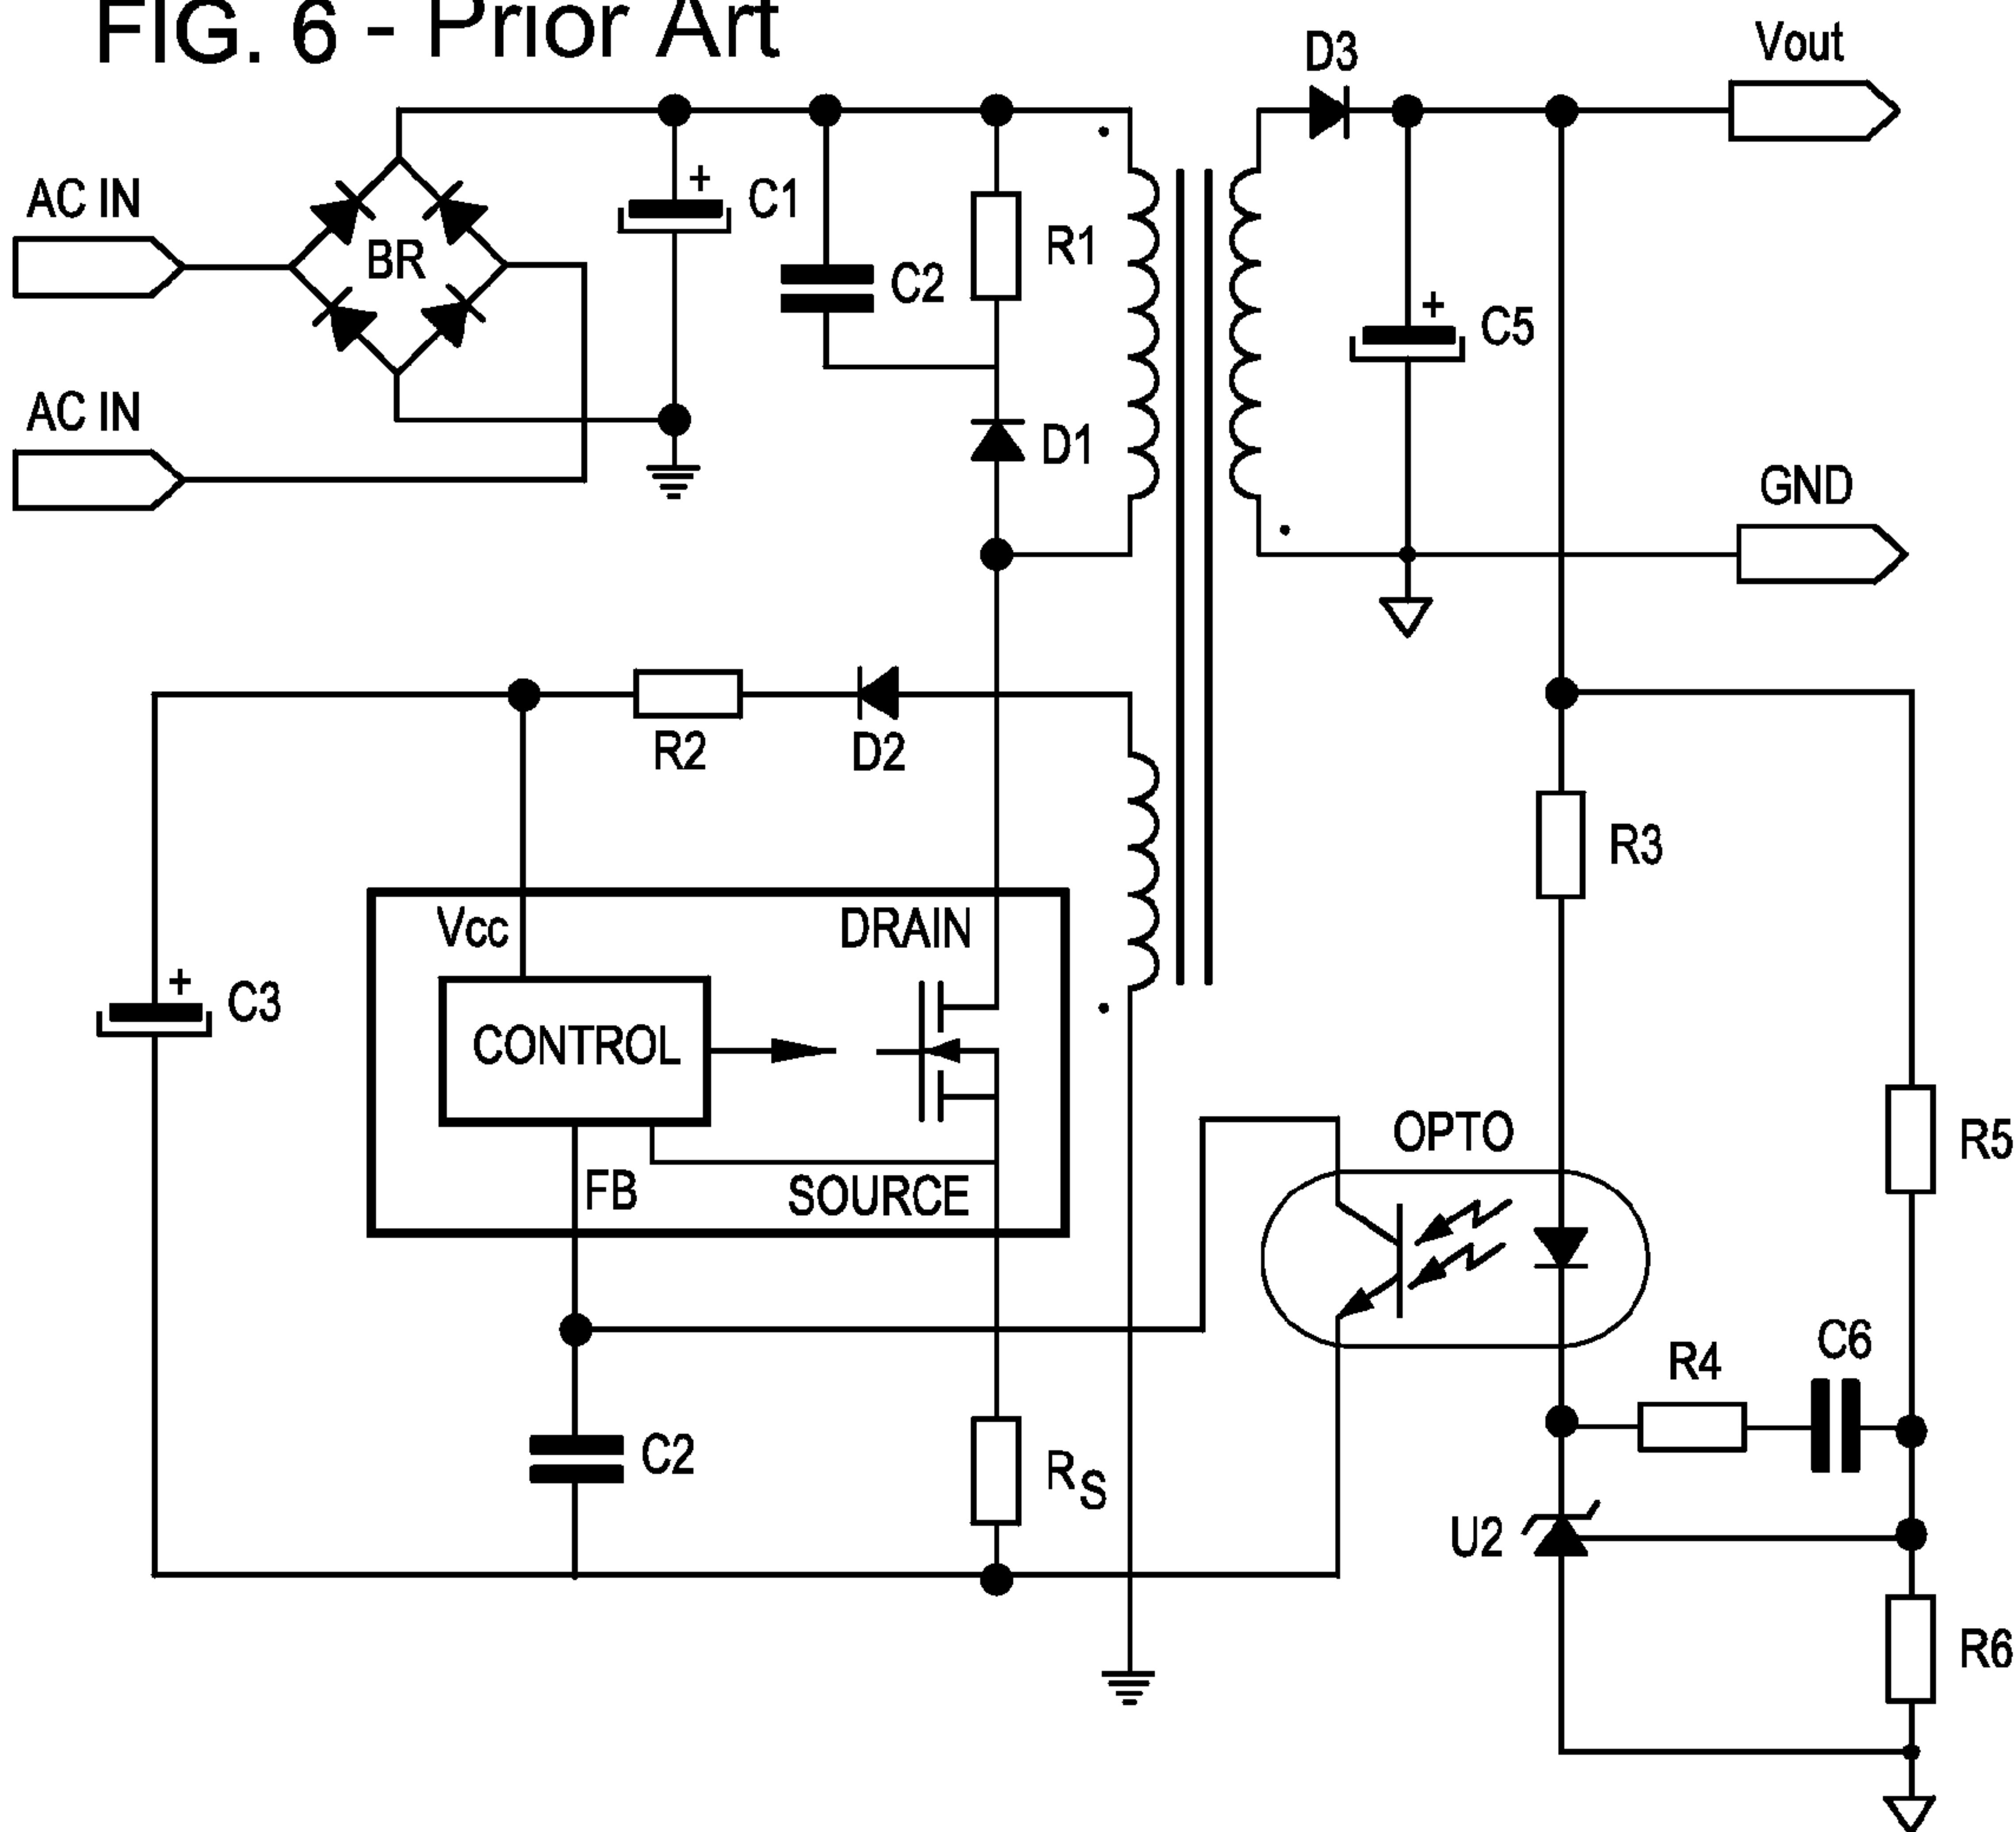 FIG. 6 - Prior Art
D3
Vout
AC IN
BR
C1
R1
C2
C5
AC IN
D1
GND
R2
D2
R3
Vcc
DRAIN
C3
CONTROL
OPTO
R5
FB
SOURCE
R4
C6
C2
RS
U2
R6